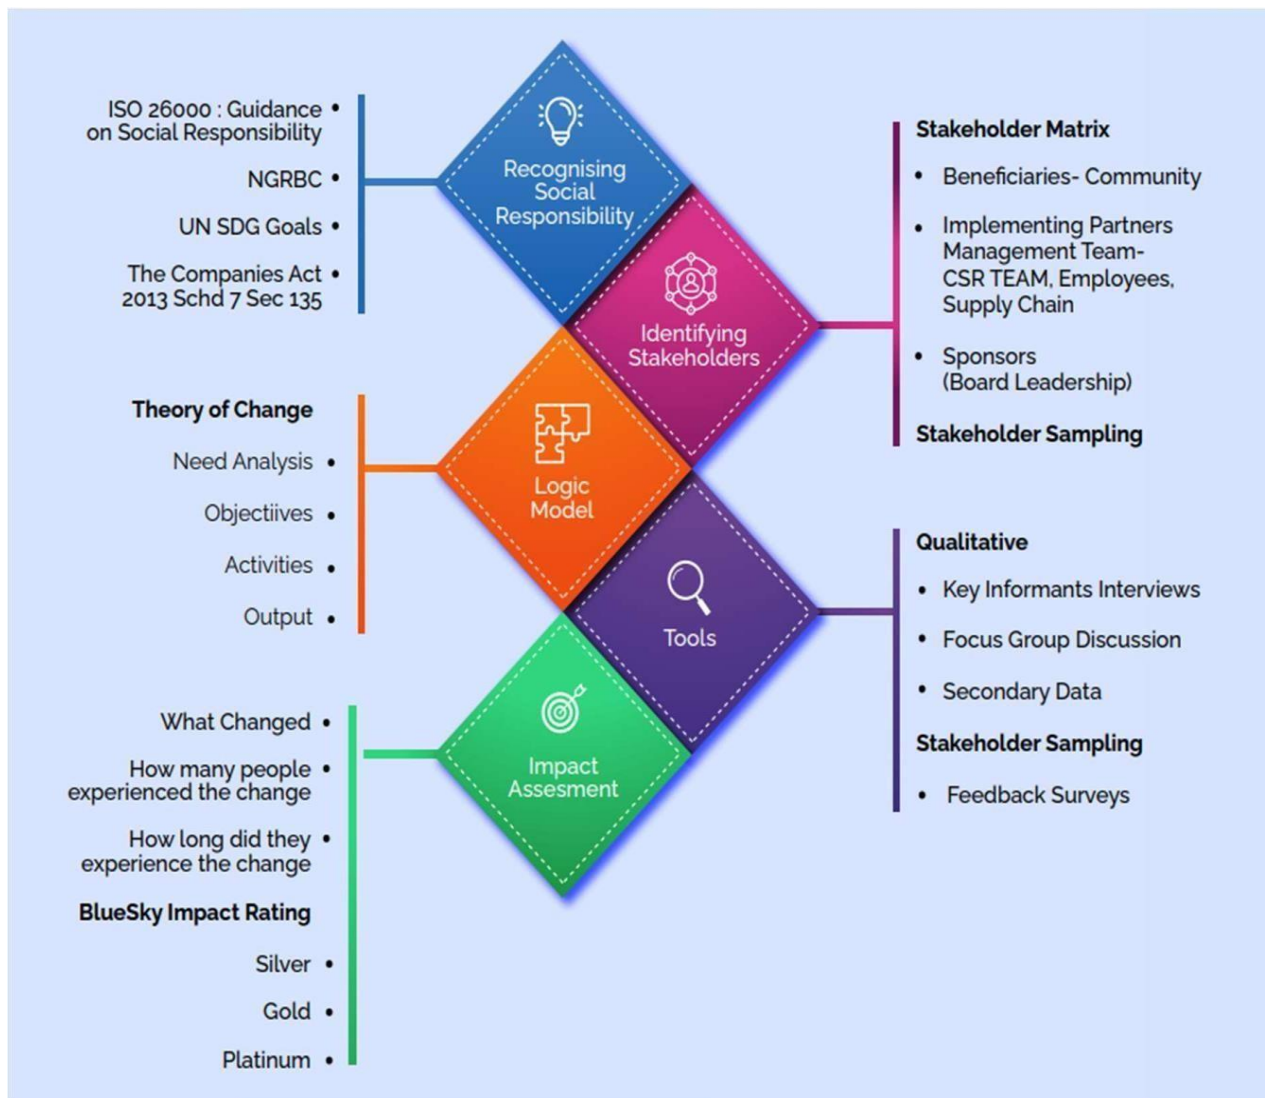 ISO 26000 : Guidance
on Social Responsibility
NGRBC
UN SDG Goals
The Companies Act
2013 Schd 7 Sec 135
Recognising
Social
Responsibility
Stakeholder Matrix
Beneficiaries- Community
Implementing Partners
Management Team-
CSR TEAM, Employees,
Supply Chain
Sponsors
(Board Leadership)
Stakeholder Sampling
Identifying
Stakeholders
Theory of Change
Need Analysis
Objectiives
Activities
Output
Logic
Model
Qualitative
Key Informants Interviews
Focus Group Discussion
Secondary Data
Stakeholder Sampling
Feedback Surveys
Tools
What Changed
How many people
experienced the change
How long did they
experience the change
BlueSky Impact Rating
Silver
Gold
Platinum
Impact
Assesment